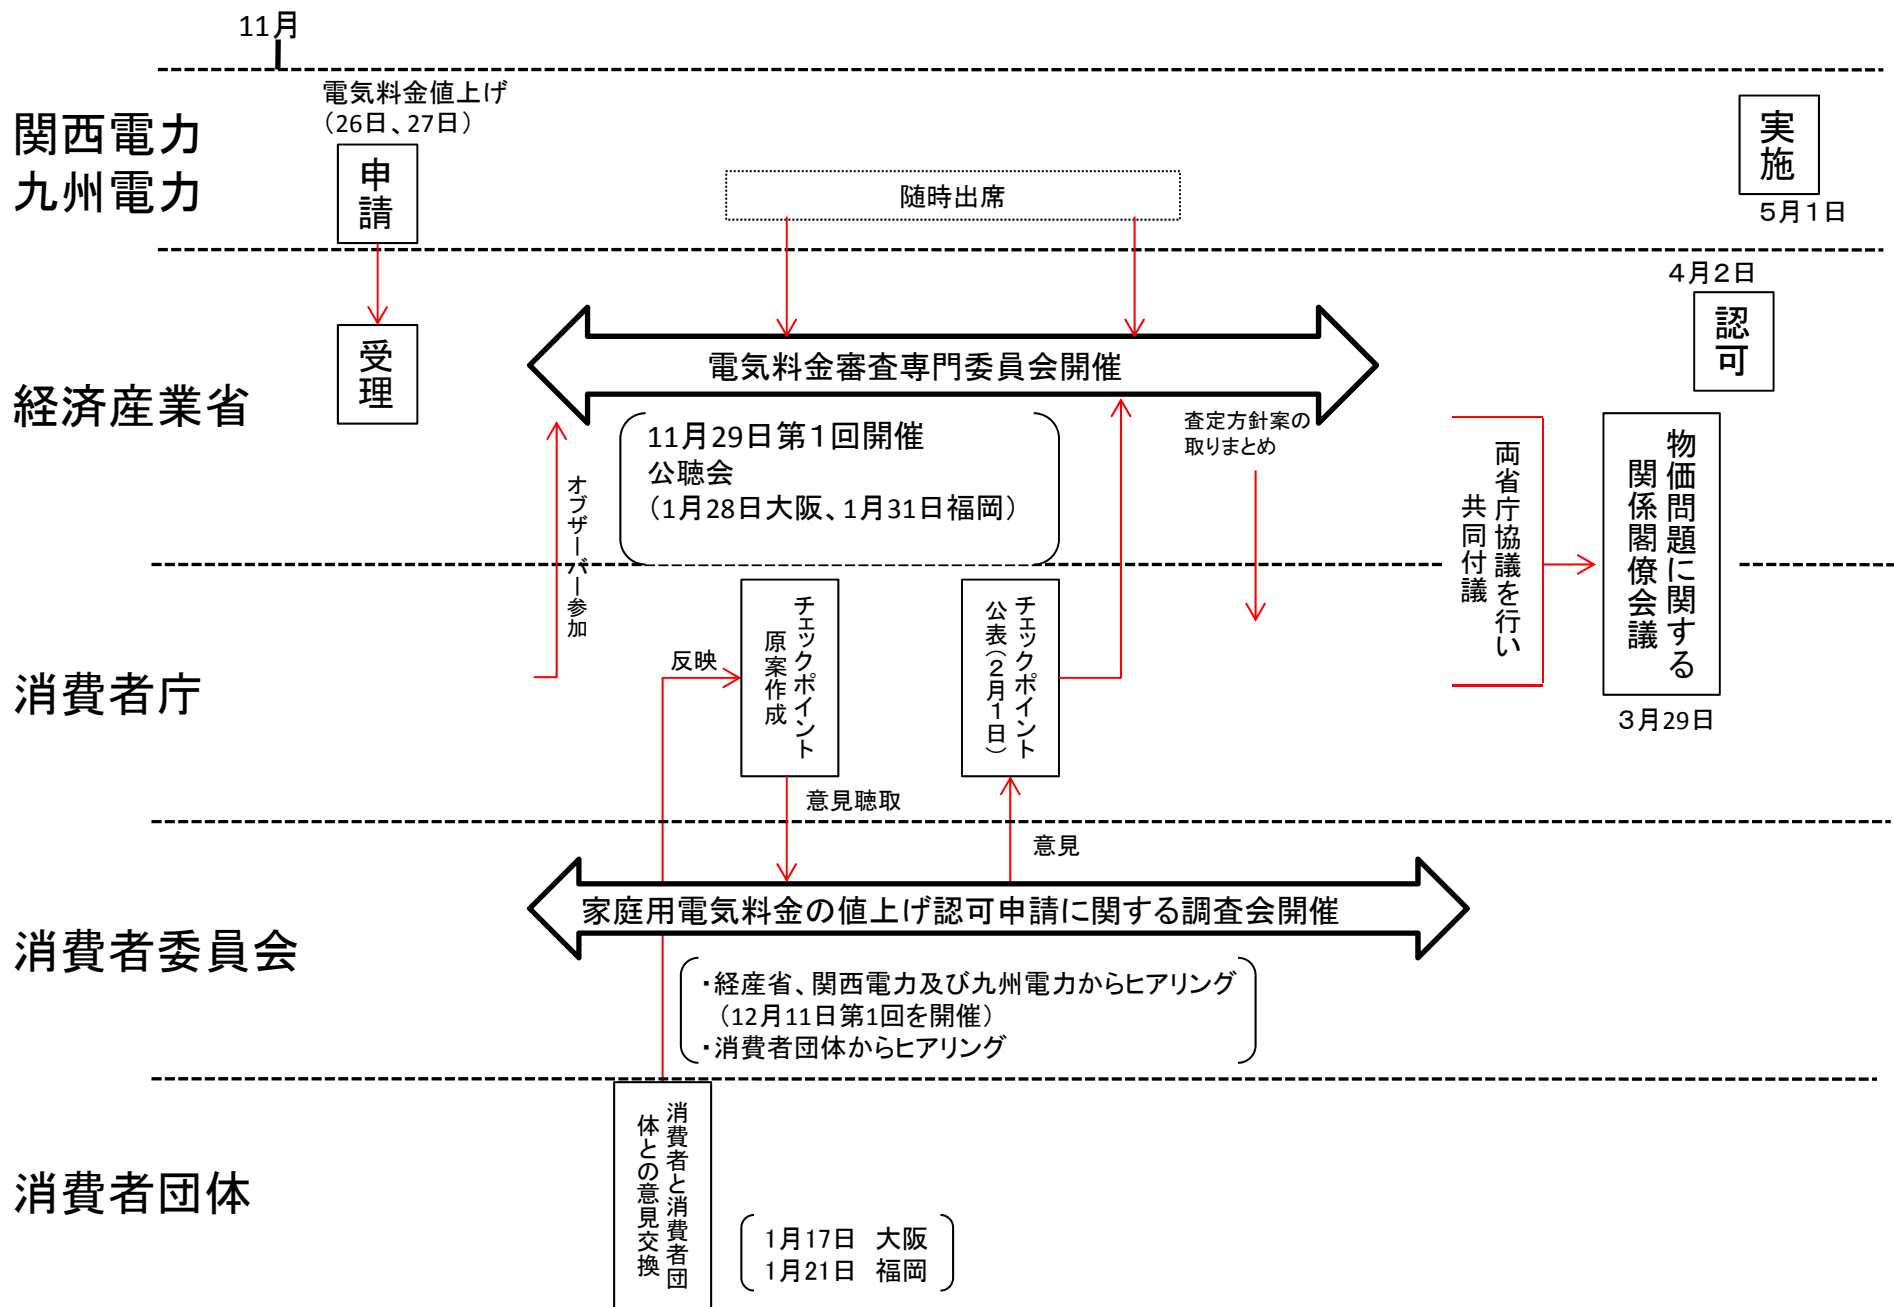 11月
関西電力
九州電力
電気料金値上げ
（26日、27日）
申請
随時出席
実施
５月１日
経済産業省
受理
電気料金審査専門委員会開催
４月２日
認可
11月29日第１回開催
公聴会
（1月28日大阪、1月31日福岡）
オブザーバー参加
査定方針案の
取りまとめ
両省庁協議を行い
共同付議
物価問題に関する
関係閣僚会議
３月29日
消費者庁
反映
チェックポイント
原案作成
チェックポイント
公表（２月１日）
意見聴取
意見
消費者委員会
家庭用電気料金の値上げ認可申請に関する調査会開催
・経産省、関西電力及び九州電力からヒアリング
（12月11日第1回を開催）
・消費者団体からヒアリング
消費者団体
消費者と消費者団
体との意見交換
1月17日　大阪
1月21日　福岡